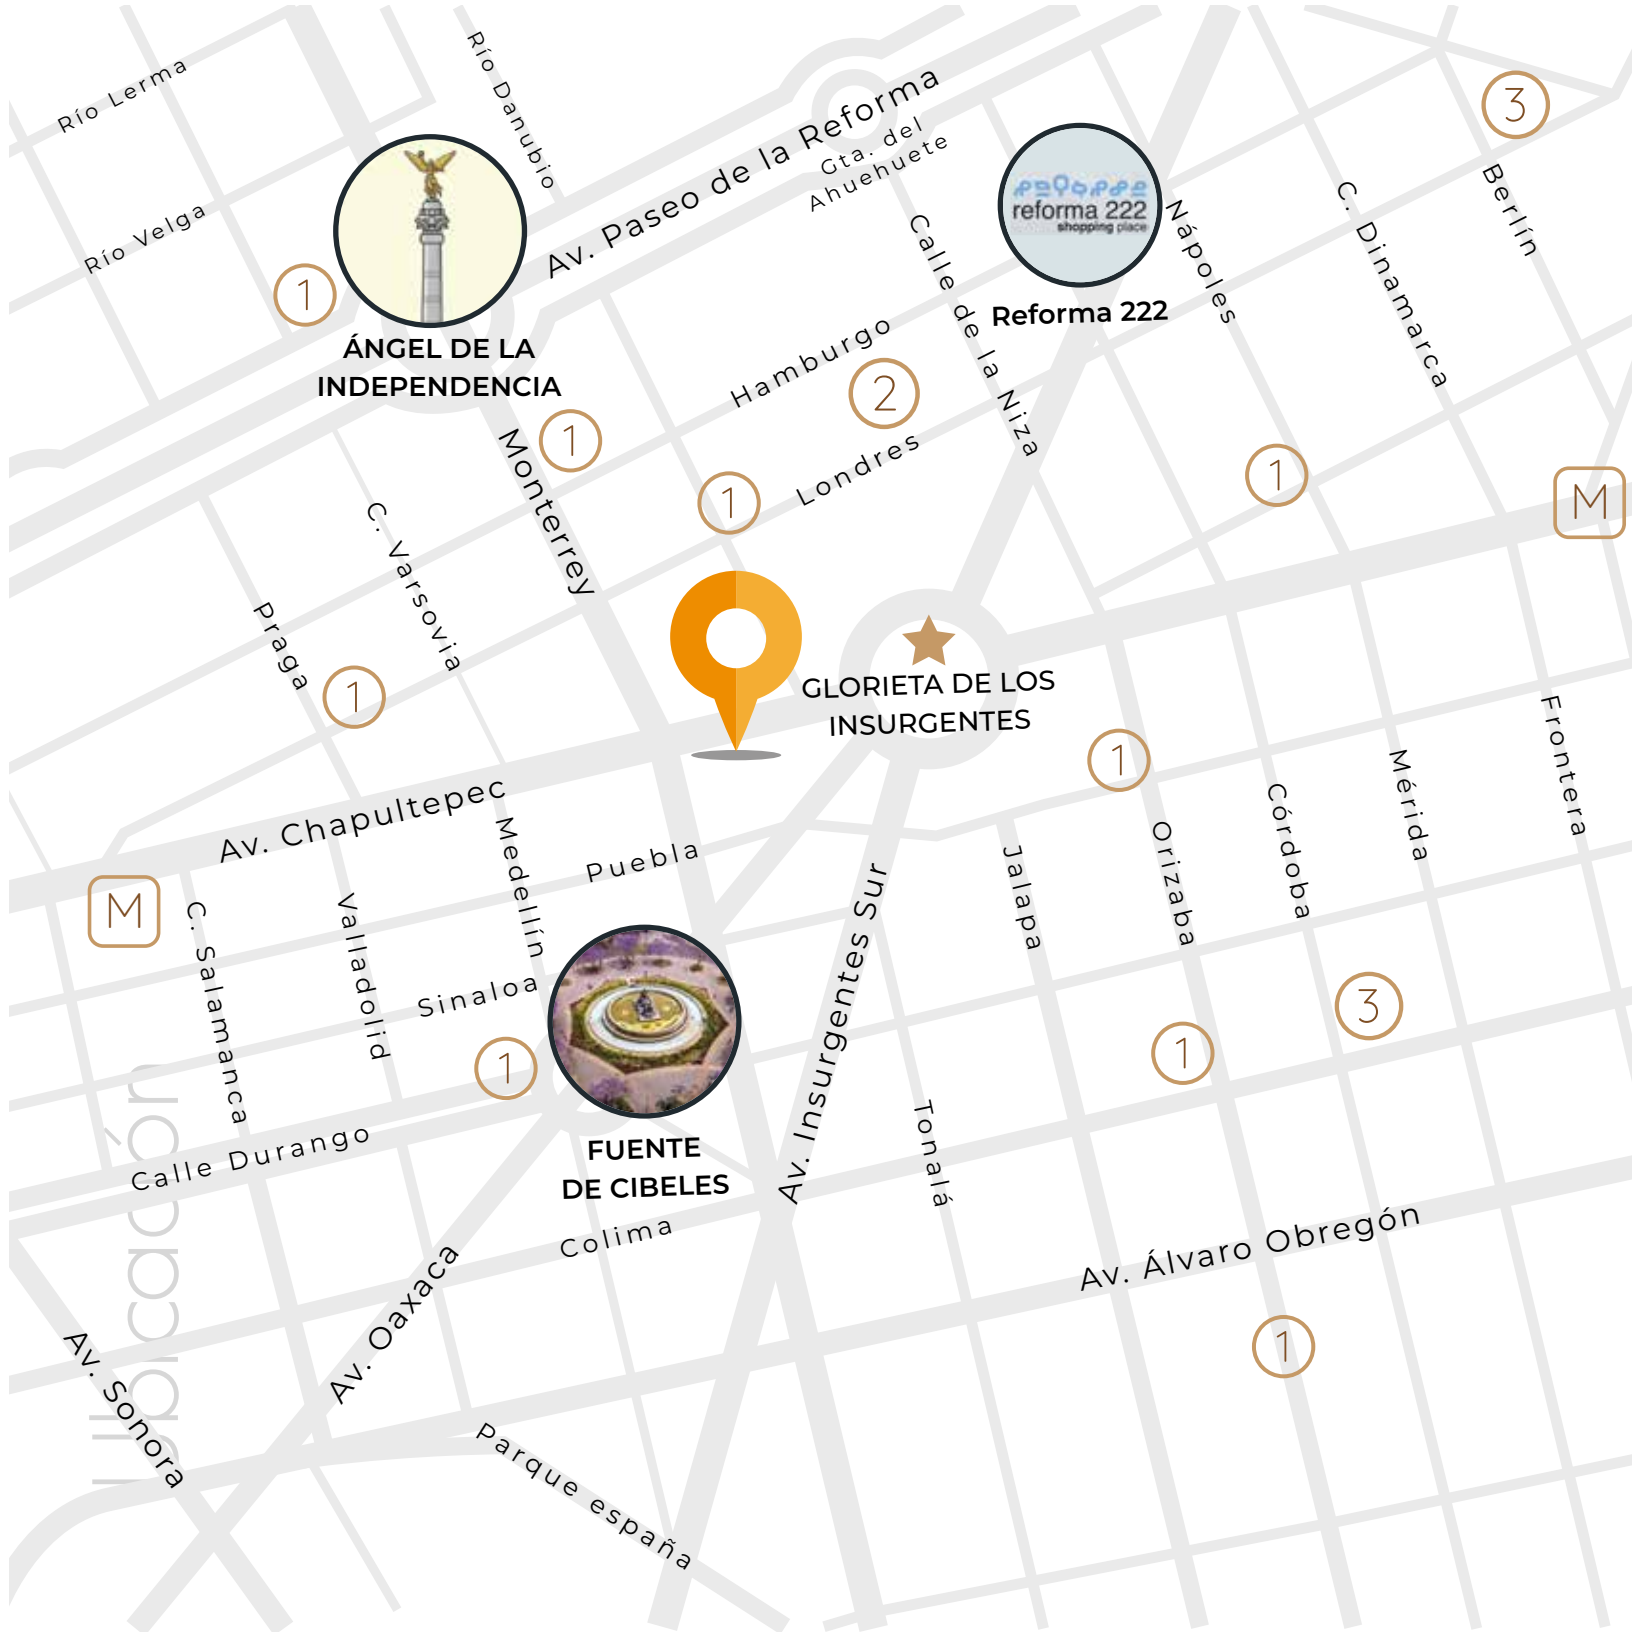 Río Lerma
Río Danubio
Av. Paseo de la Reforma
Gta. del
Ahuehuete
3
reforma 222
shopping place
Reforma 222
Río Velga
1
ÁNGEL DE LA
INDEPENDENCIA
Calle de la Niza
Nápoles
C. Dinamarca
Berlín
Hamburgo
2
Londres
1
Monterrey
1
1
M
C. Varsovia
Praga
1
GLORIETA DE LOS
INSURGENTES
1
Frontera
Mérida
Córdoba
Orizaba
Jalapa
Av. Chapultepec
Medellín
Puebla
M
C. Salamanca
Valladolid
Sinaloa
Av. Insurgentes Sur
3
1
1
Calle Durango
FUENTE
DE CIBELES
Tonalá
Colima
Av. Álvaro Obregón
Av. Oaxaca
Av. Sonora
Ubicación
1
Parque españa